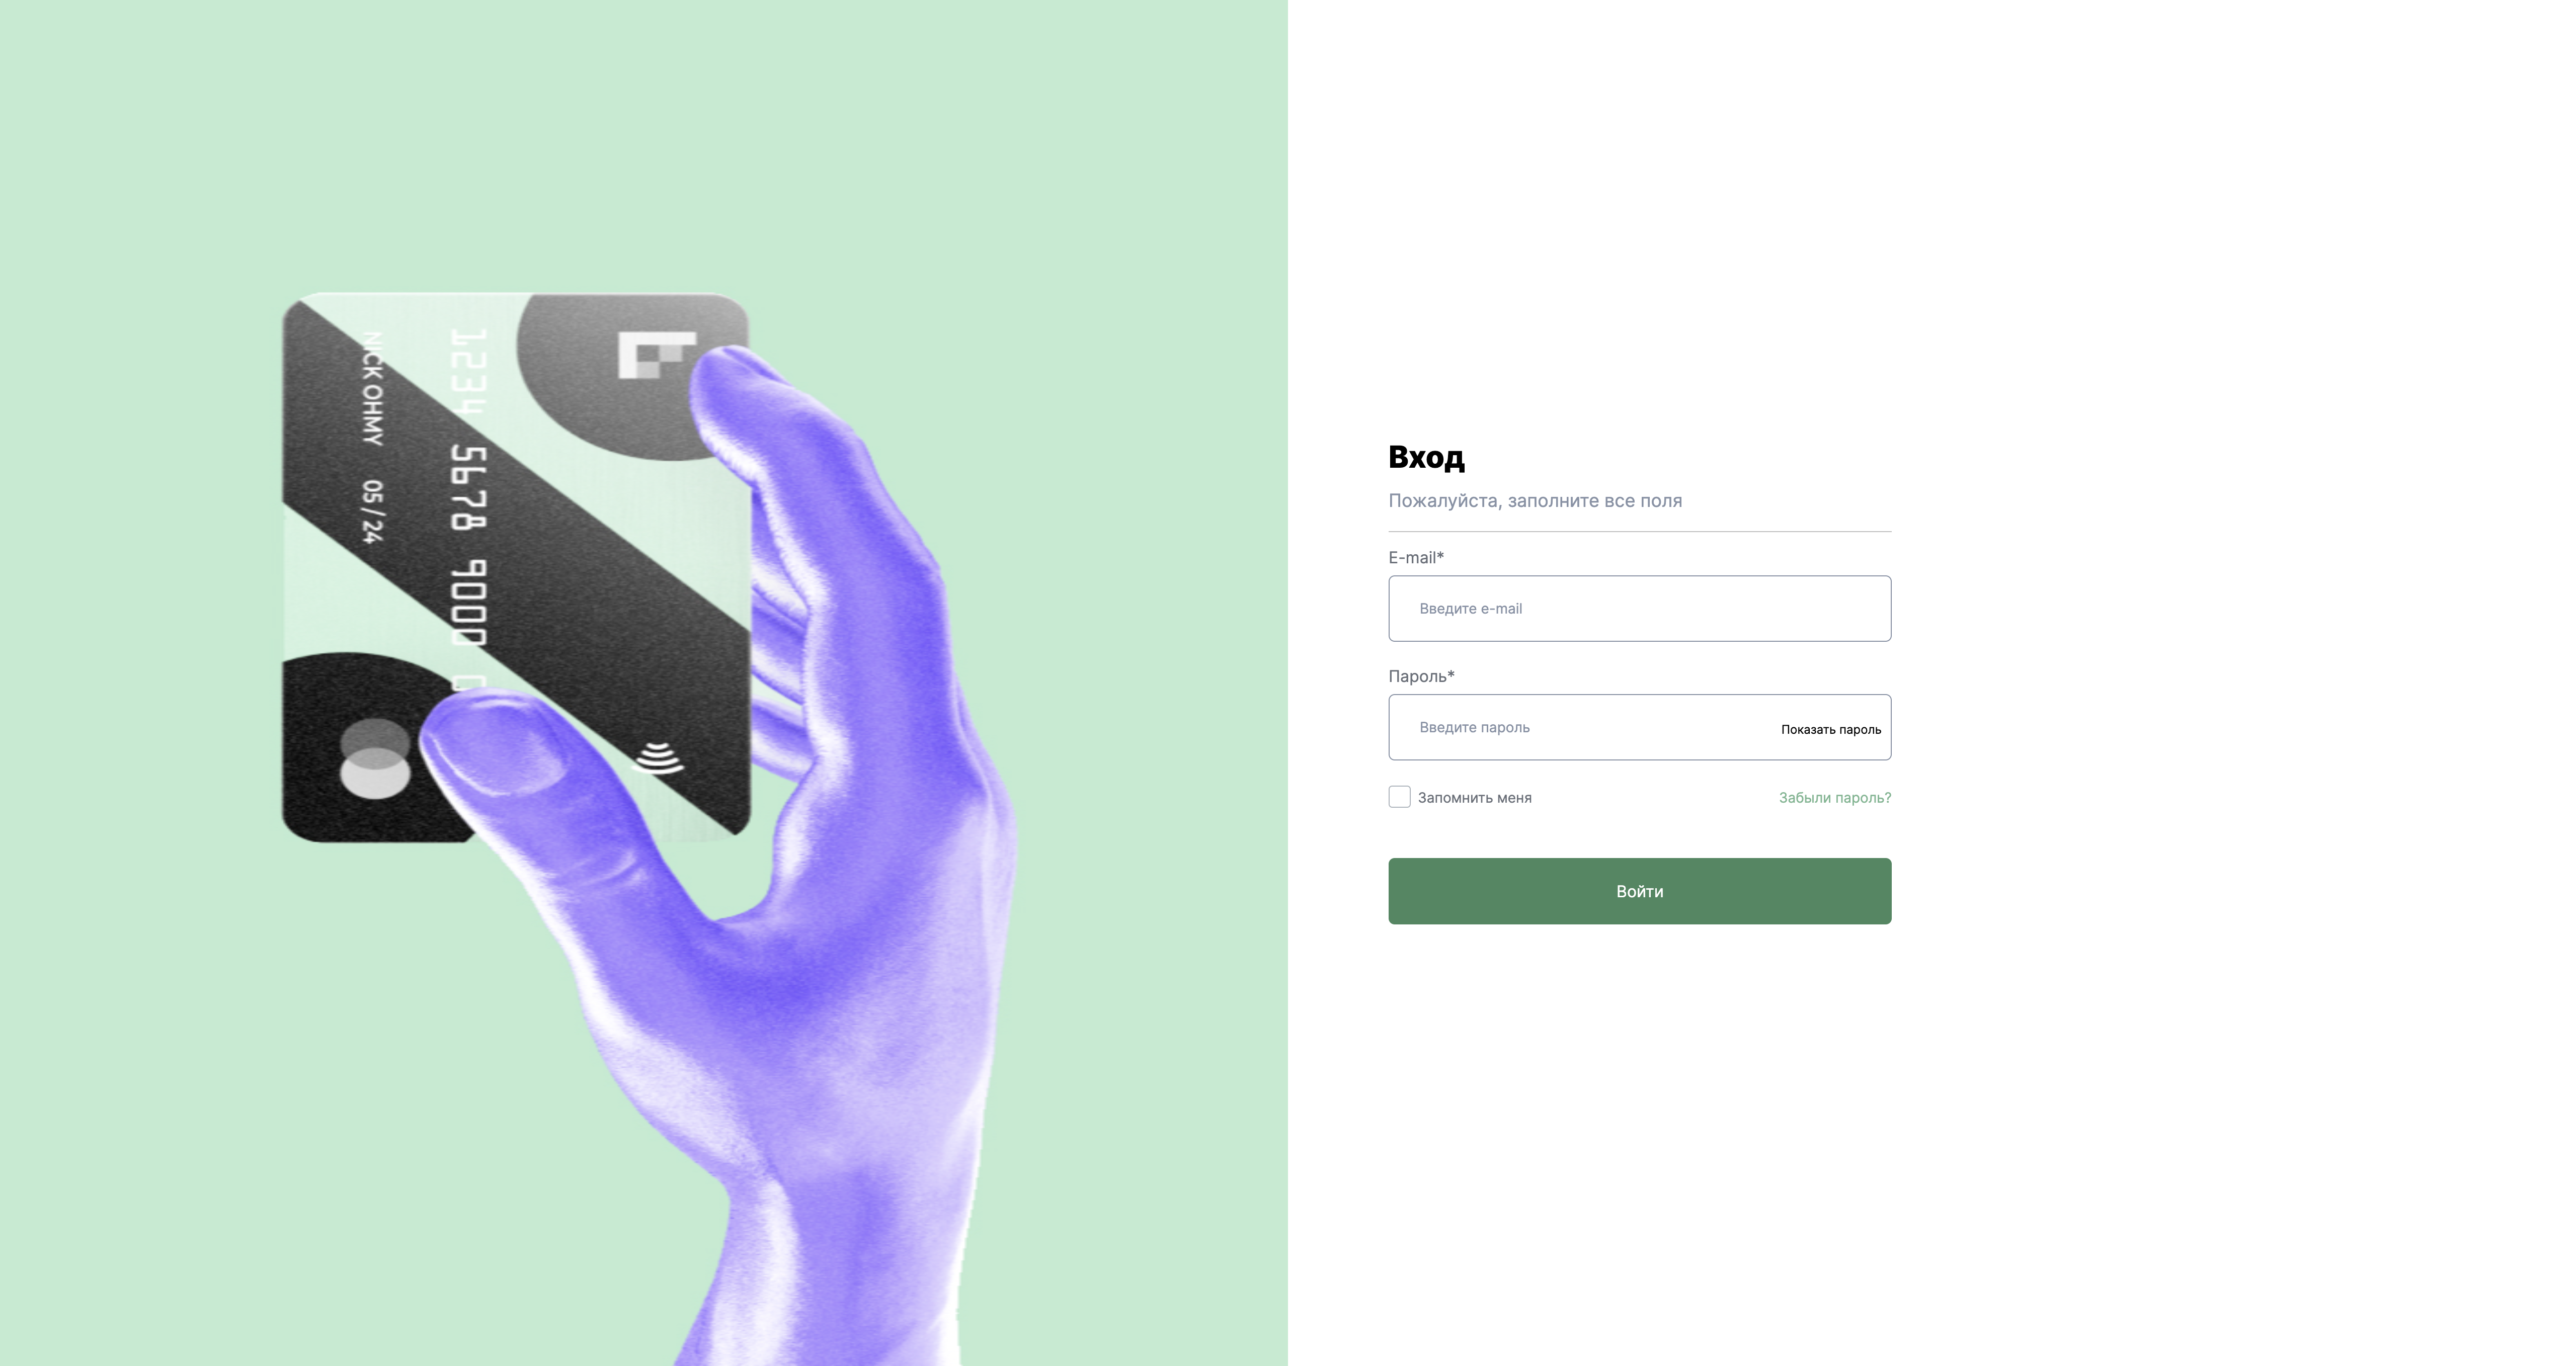 1234 5678 9000 0
NICK OHMY 05/24
Вход
Пожалуйста, заполните все поля
E-mail*
Введите e-mail
Пароль*
Введите пароль Показать пароль
Запомнить меня Забыли пароль?
Войти